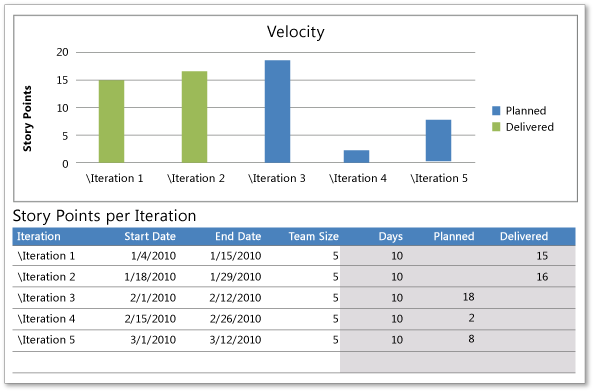 Velocity
20
15
10
5
0
Story Points
\Iteration 1 \Iteration 2 \Iteration 3 \Iteration 4 \Iteration 5
Planned
Delivered
Story Points per Iteration
Iteration Start Date End Date Team Size Days Planned Delivered
\Iteration 1 1/4/2010 1/15/2010 5 10 15
\Iteration 2 1/18/2010 1/29/2010 5 10 16
\Iteration 3 2/1/2010 2/12/2010 5 10 18
\Iteration 4 2/15/2010 2/26/2010 5 10 2
\Iteration 5 3/1/2010 3/12/2010 5 10 8